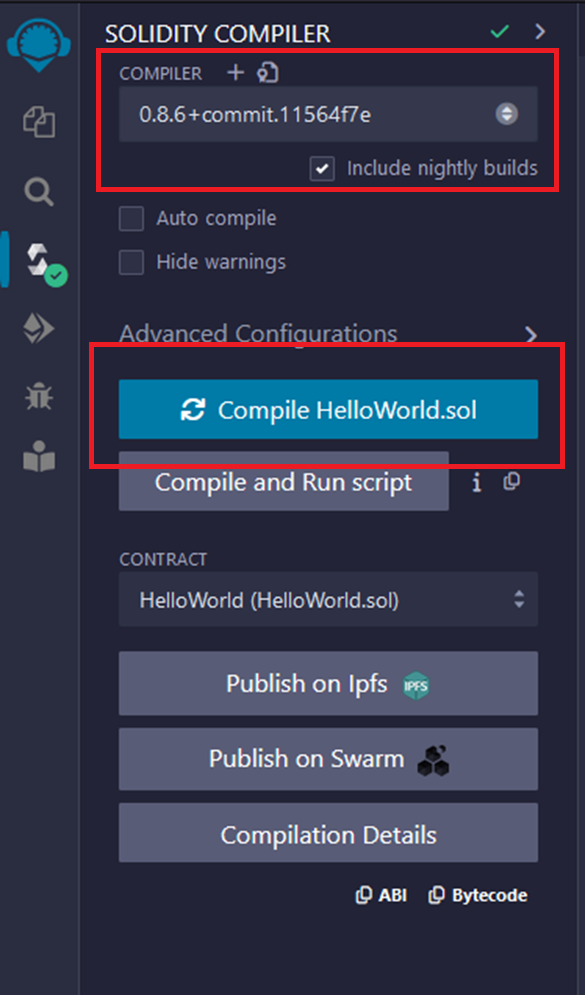 SOLIDITY COMPILER
COMPILER
0.8.6+commit.11564f7e
Include nightly builds
Auto compile
Hide warnings
Advanced Configurations
Compile HelloWorld.sol
Compile and Run script
CONTRACT
HelloWorld (HelloWorld.sol)
Publish on Ipfs IPFS
Publish on Swarm
Compilation Details
ABI Bytecode